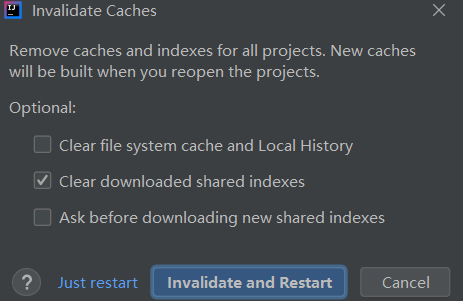 IJ
Invalidate Caches
Remove caches and indexes for all projects. New caches
will be built when you reopen the projects.
Optional:
Clear file system cache and Local History
Clear downloaded shared indexes
Ask before downloading new shared indexes
? Just restart Invalidate and Restart Cancel